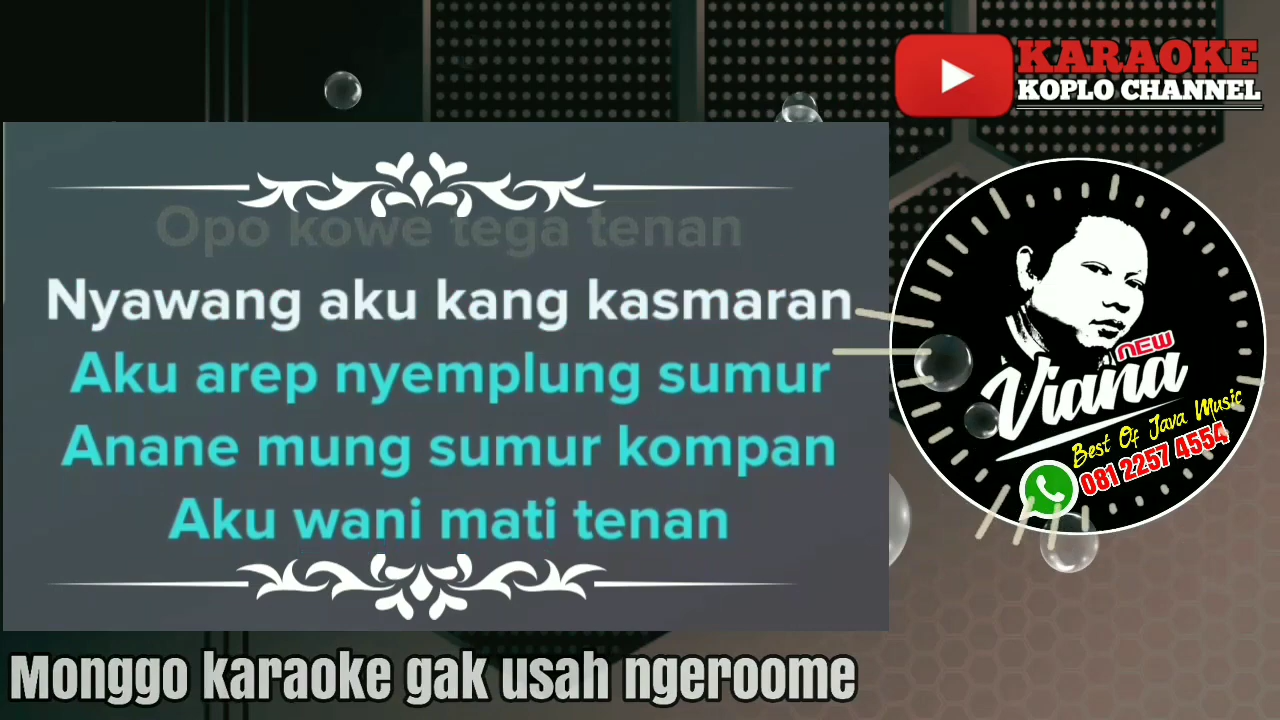 KARAOKE
KOPLO CHANNEL
Opo kowe tega tenan
Nyawang aku kang kasmaran
Aku arep nyemplung sumur
Anane mung sumur kompan
Aku wani mati tenan
NEW
Viana
Best Of Java Music
081 2257 4554
Monggo karaoke gak usah ngeroome